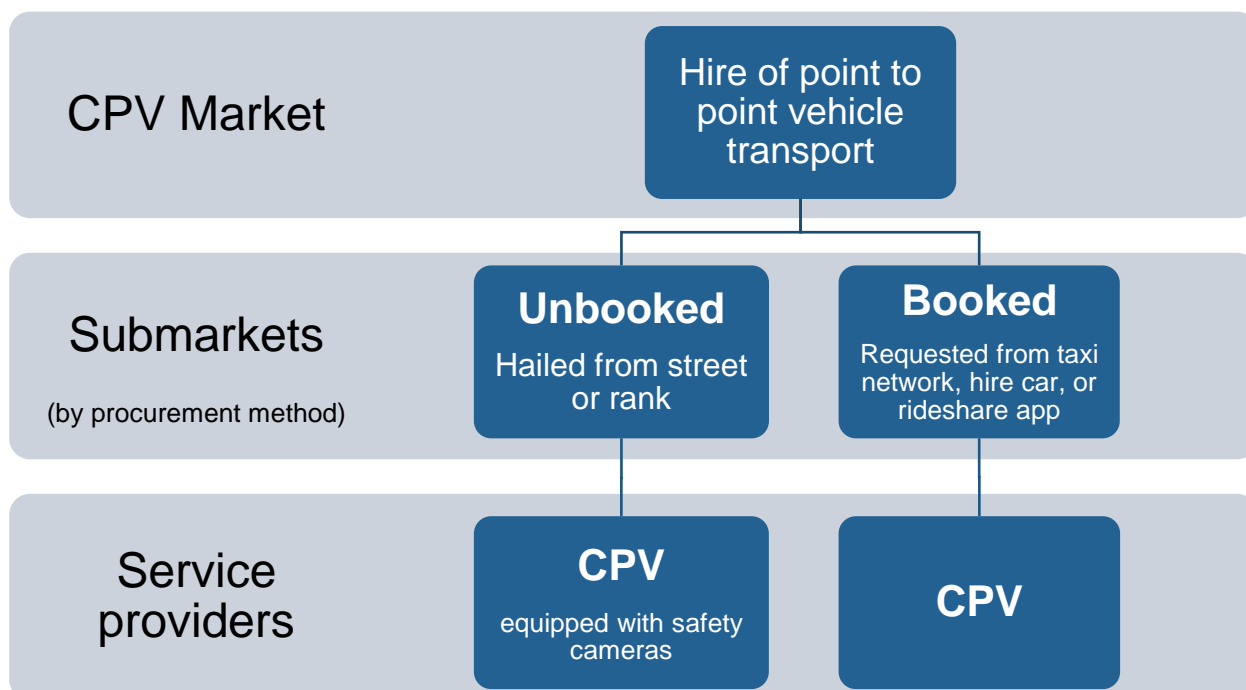 CPV Market
Hire of point to
point vehicle
transport
Submarkets
(by procurement method)
Unbooked
Hailed from street
or rank
Booked
Requested from taxi
network, hire car, or
rideshare app
Service
providers
CPV
equipped with safety
cameras
CPV